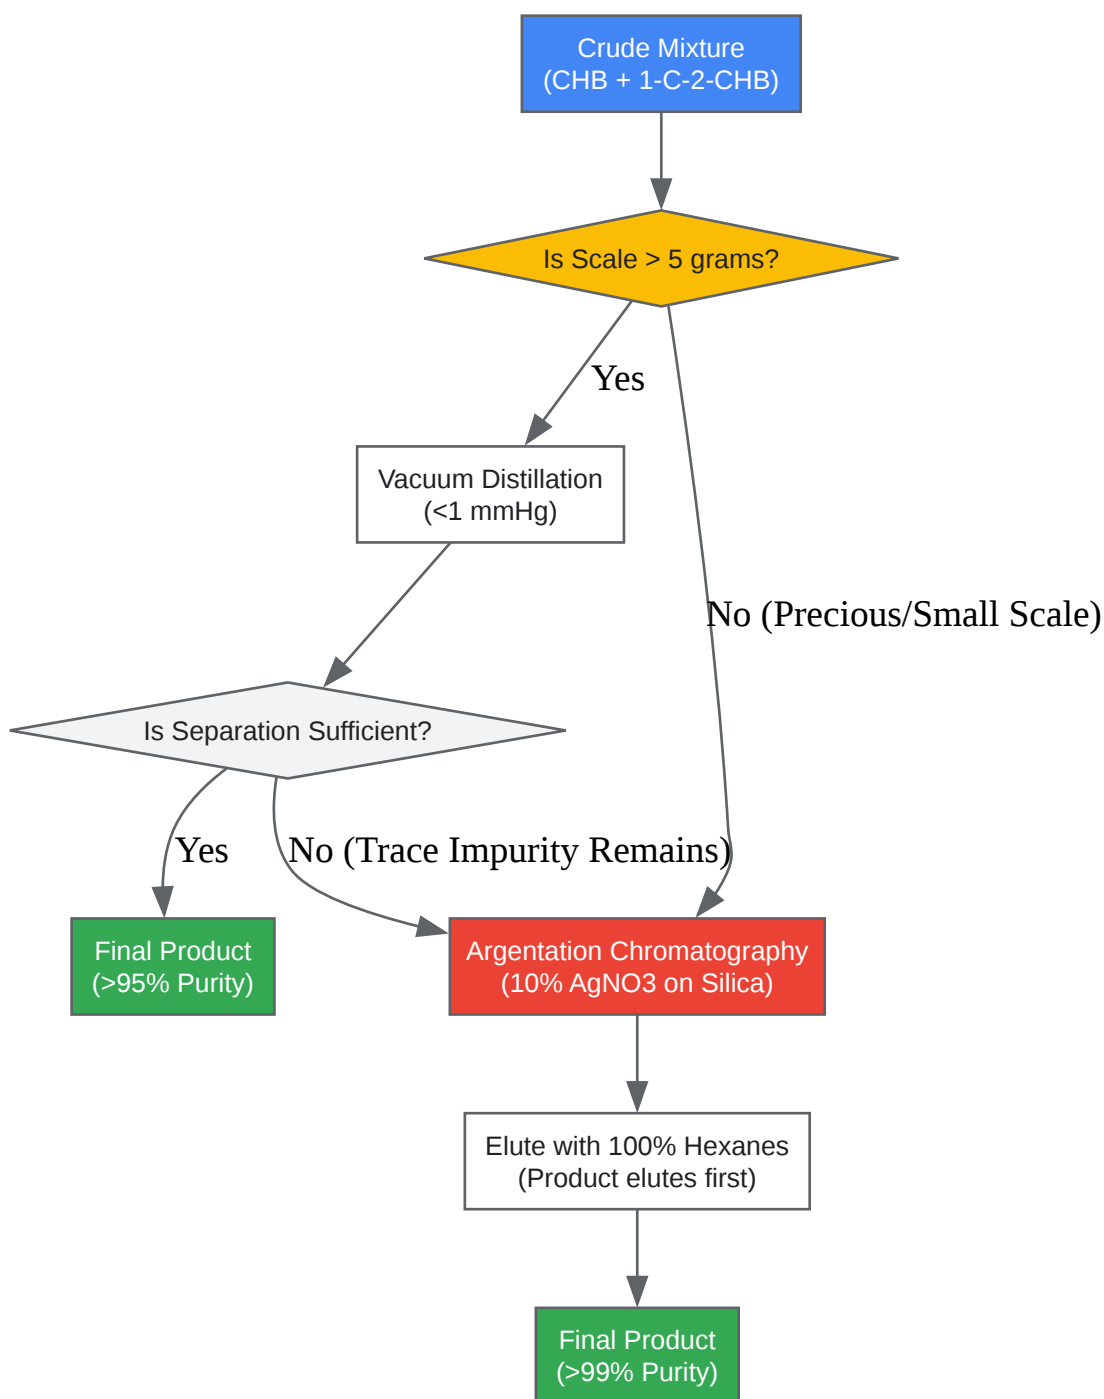 Crude Mixture
(CHB + 1-C-2-CHB)
Is Scale > 5 grams?
Yes
Vacuum Distillation
(<1 mmHg)
No (Precious/Small Scale)
Is Separation Sufficient?
Yes
No (Trace Impurity Remains)
Final Product
(>95% Purity)
Argentation Chromatography
(10% AgNO3 on Silica)
Elute with 100% Hexanes
(Product elutes first)
Final Product
(>99% Purity)